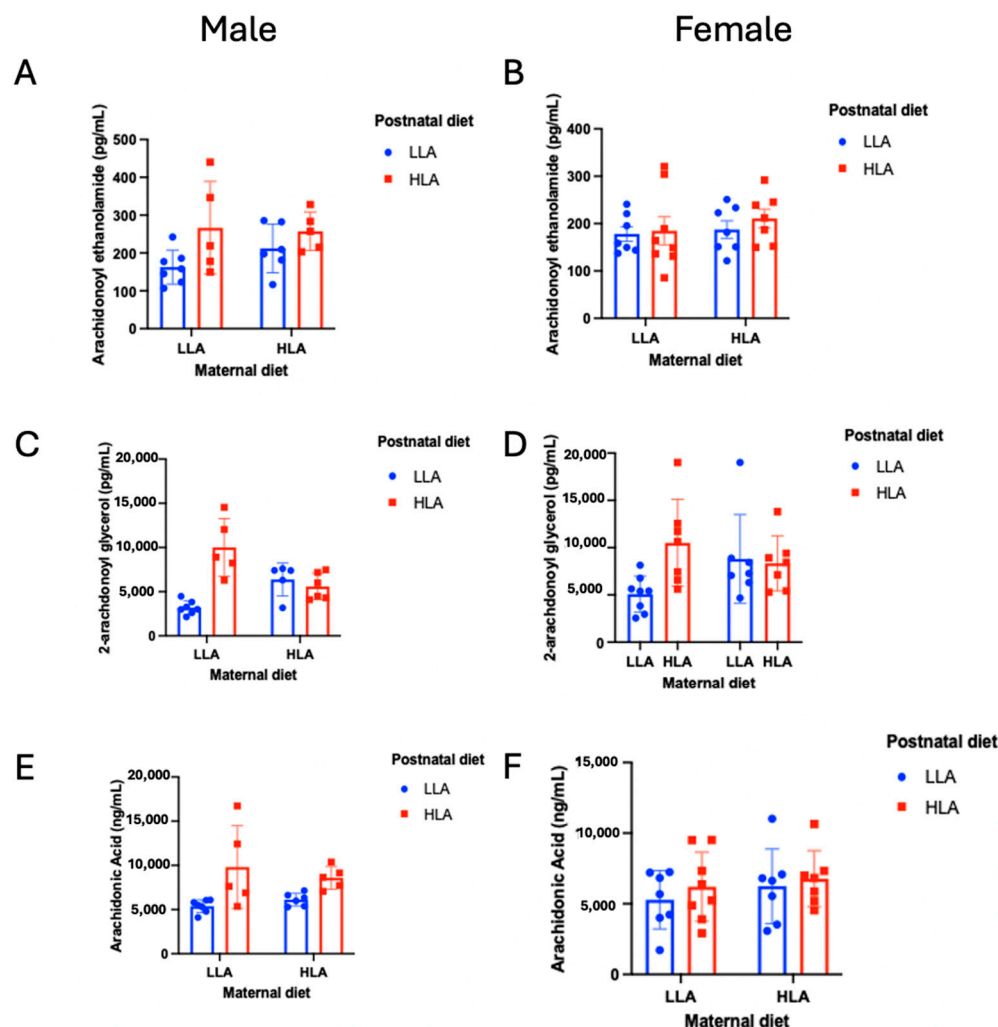 Male
Female
A
Arachidonoyl ethanolamide (pg/mL)
500
400
300
200
100
0
LLA
HLA
Maternal diet
Postnatal diet
LLA
HLA
B
Arachidonoyl ethanolamide (pg/mL)
400
300
200
100
0
LLA
HLA
Maternal diet
Postnatal diet
LLA
HLA
C
2-arachdonoyl glycerol (pg/mL)
20,000
15,000
10,000
5,000
0
LLA
HLA
Maternal diet
Postnatal diet
LLA
HLA
D
2-arachdonoyl glycerol (pg/mL)
20,000
15,000
10,000
5,000
0
LLA HLA LLA HLA
Maternal diet
Postnatal diet
LLA
HLA
E
Arachidonic Acid (ng/mL)
20,000
15,000
10,000
5,000
0
LLA
HLA
Maternal diet
Postnatal diet
LLA
HLA
F
Arachidonic Acid (ng/mL)
15,000
10,000
5,000
0
LLA
HLA
Maternal diet
Postnatal diet
LLA
HLA